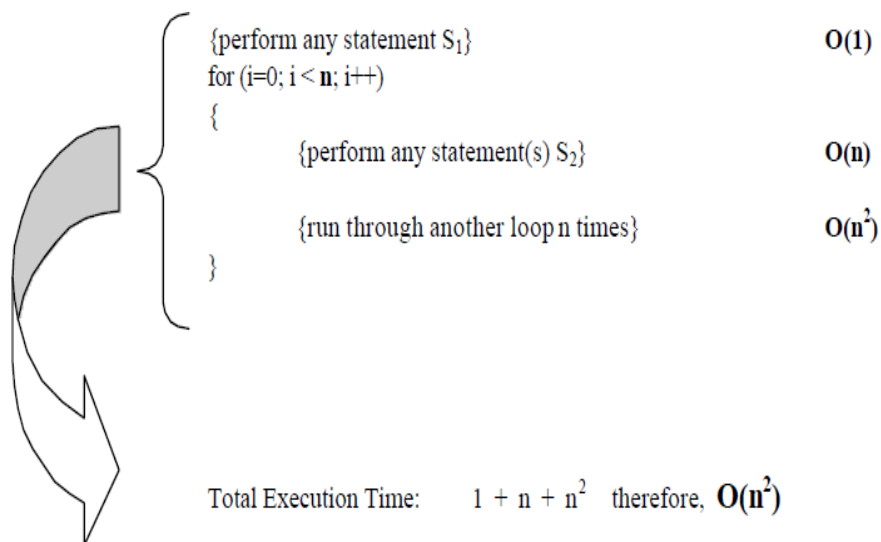 {perform any statement S₁} O(1)
for (i=0; i < n; i++)
{
{perform any statement(s) S₂} O(n)
{run through another loop n times} O(n²)
}
Total Execution Time: 1 + n + n² therefore, O(n²)